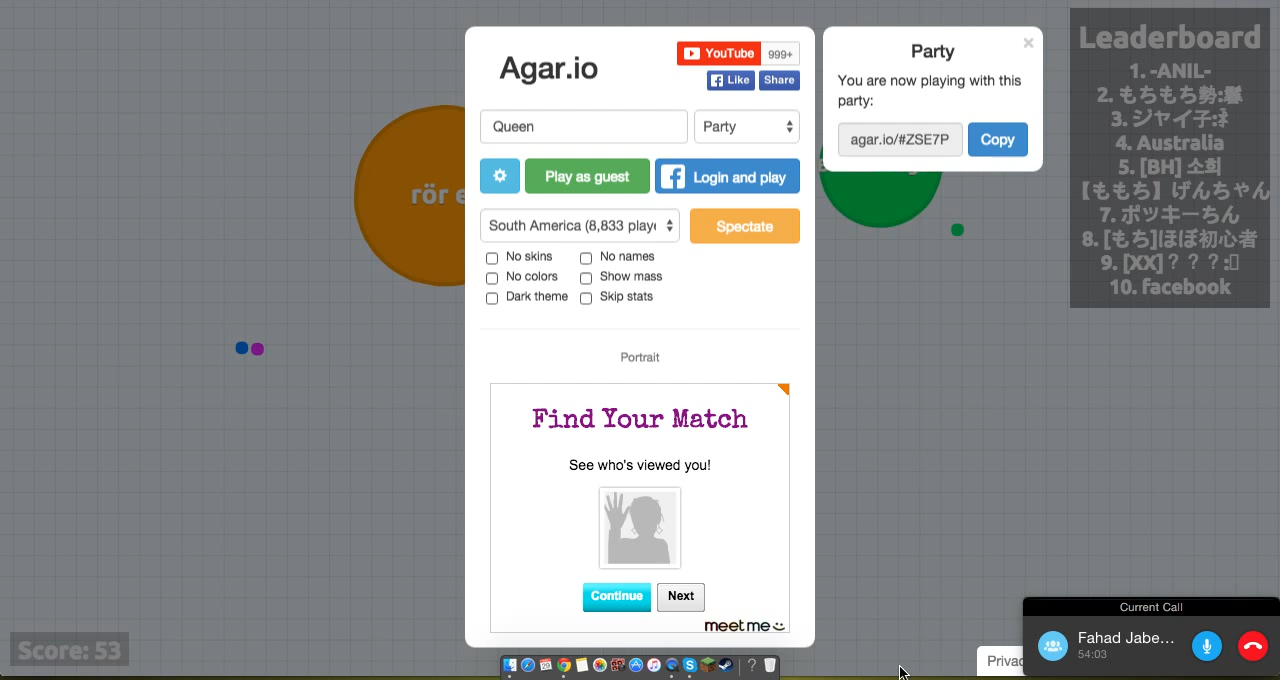 Agar.io
YouTube 999+
Like Share
Queen
Party
Play as guest
Login and play
South America (8,833 playe
Spectate
No skins
No names
No colors
Show mass
Dark theme
Skip stats
Portrait
Find Your Match
See who's viewed you!
Continue
Next
meetme
Party
×
You are now playing with this
party:
agar.io/#ZSE7P
Copy
Leaderboard
1. -ANIL-
2. もちもち勢:
3. ジャイ子:
4. Australia
5. [BH] 소희
【ももち】げんちゃん
7. ポッキーちん
8. [もち]ほぼ初心者
9. [XX]？？？:
10. facebook
rör e
Score: 53
Privac
Current Call
Fahad Jabe...
54:03